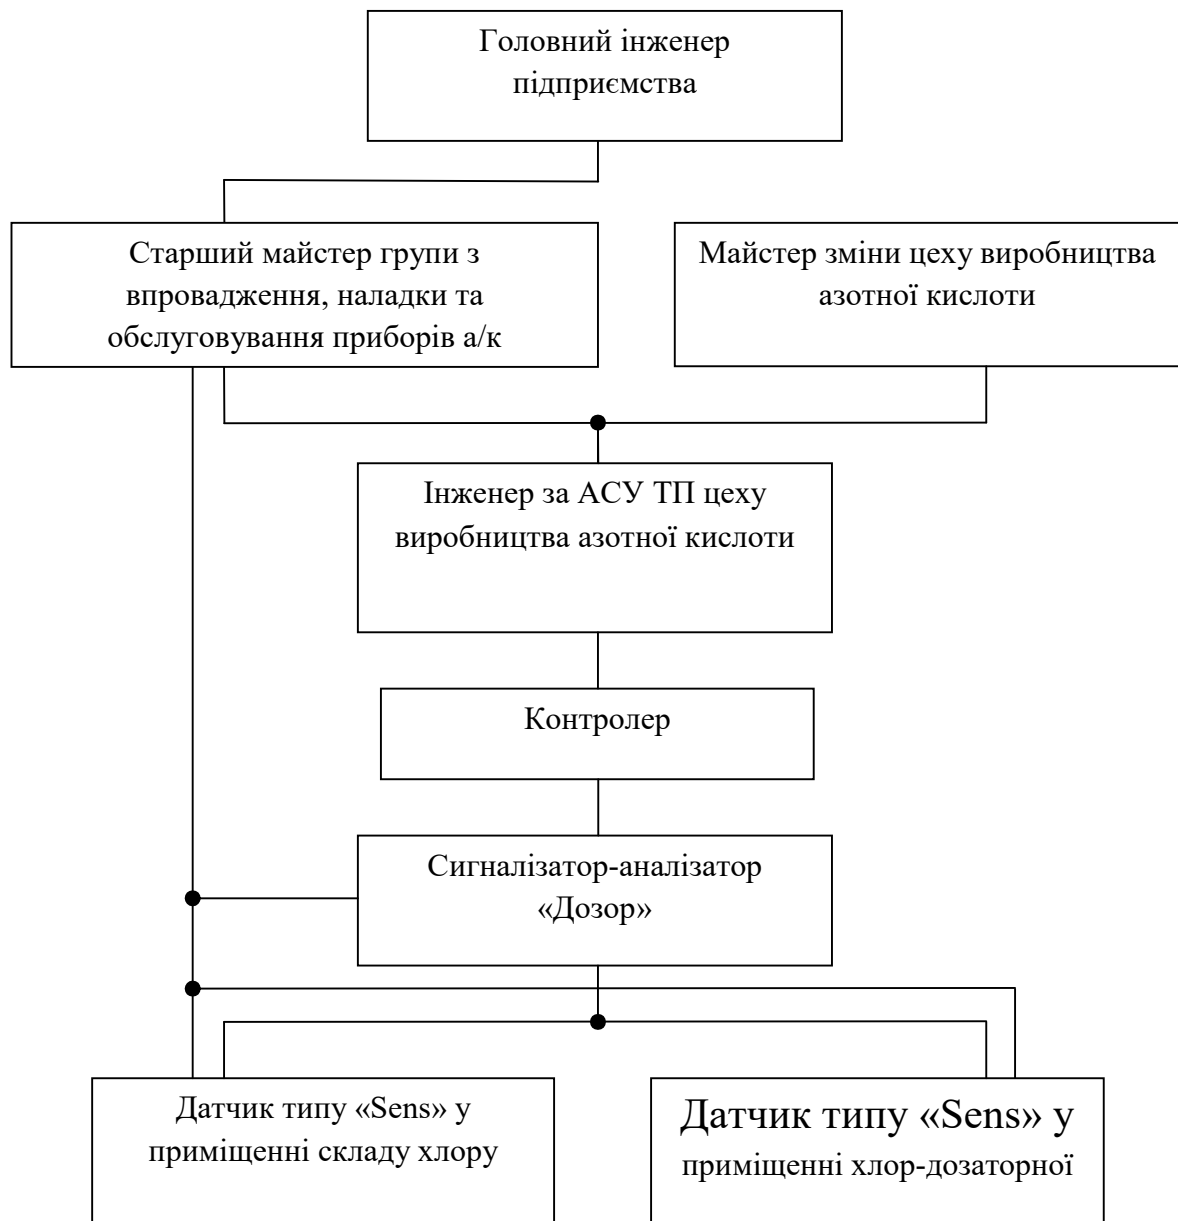 Головний інженер
підприємства
Старший майстер групи з
впровадження, наладки та
обслуговування приборів а/к
Майстер зміни цеху виробництва
азотної кислоти
Інженер за АСУ ТП цеху
виробництва азотної кислоти
Контролер
Сигналізатор-аналізатор
«Дозор»
Датчик типу «Sens» у
приміщенні складу хлору
Датчик типу «Sens» у
приміщенні хлор-дозаторної